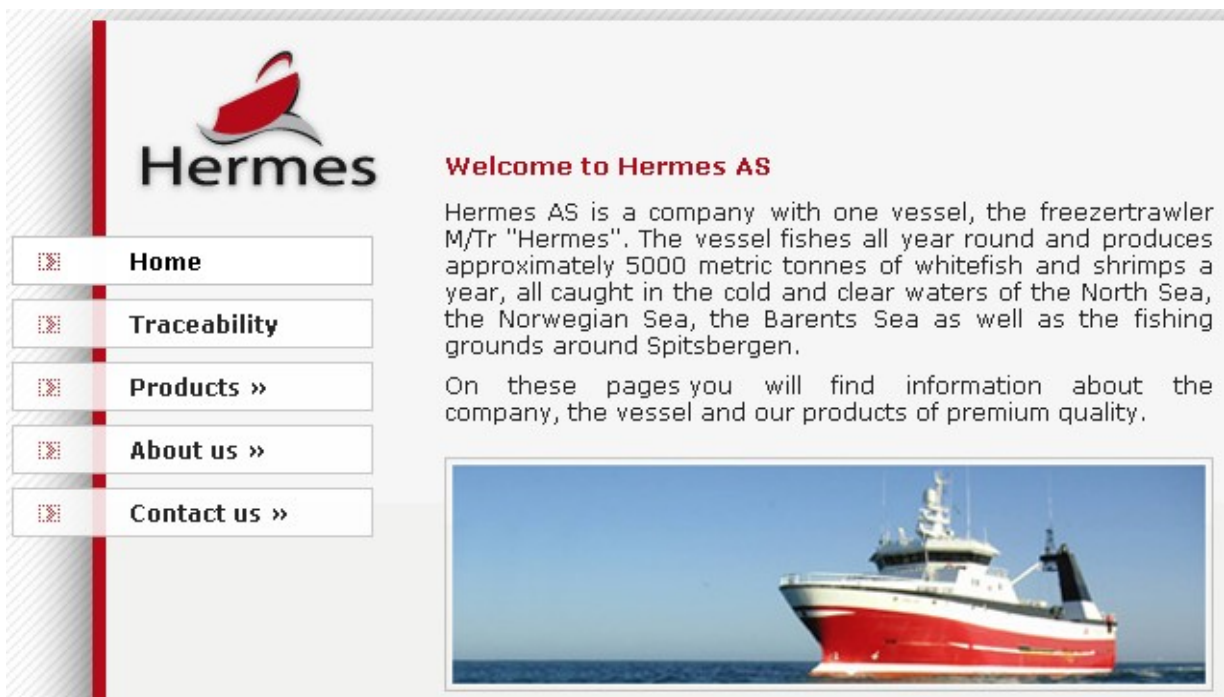 Hermes
Home
Traceability
Products »
About us »
Contact us »
Welcome to Hermes AS
Hermes AS is a company with one vessel, the freezertrawler
M/Tr "Hermes". The vessel fishes all year round and produces
approximately 5000 metric tonnes of whitefish and shrimps a
year, all caught in the cold and clear waters of the North Sea,
the Norwegian Sea, the Barents Sea as well as the fishing
grounds around Spitsbergen.
On these pages you will find information about the
company, the vessel and our products of premium quality.